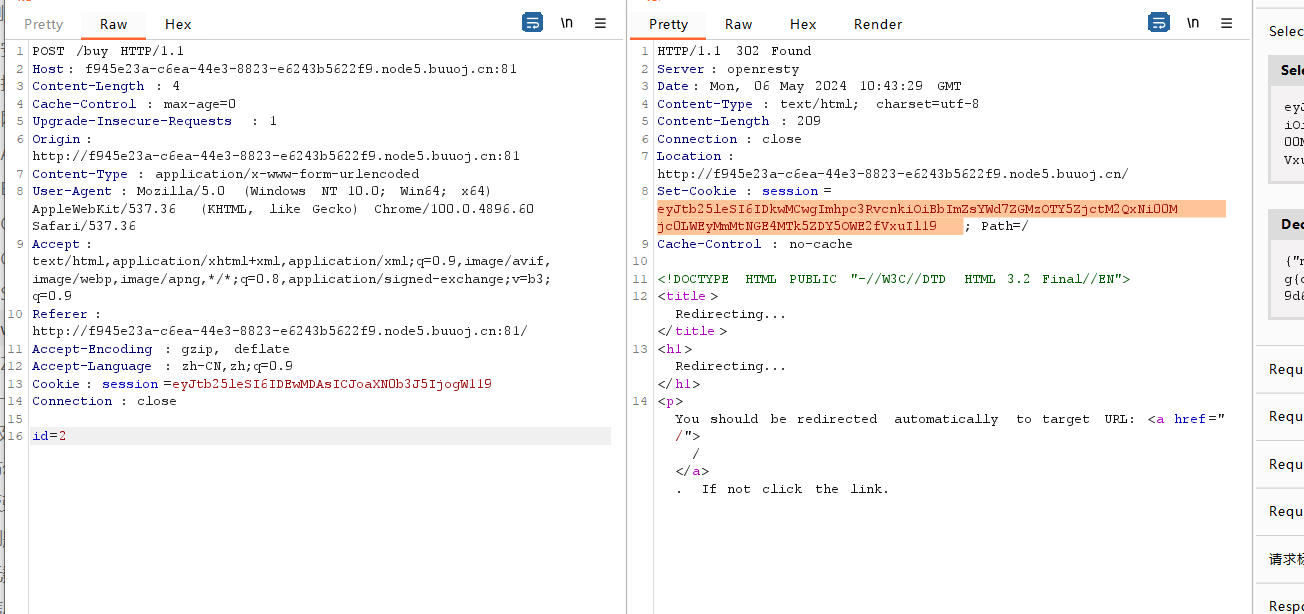 Pretty Raw Hex \n
1 POST /buy HTTP/1.1
2 Host: f945e23a-c6ea-44e3-8823-e6243b5622f9.node5.buuoj.cn:81
3 Content-Length : 4
4 Cache-Control : max-age=0
5 Upgrade-Insecure-Requests : 1
6 Origin :
http://f945e23a-c6ea-44e3-8823-e6243b5622f9.node5.buuoj.cn:81
7 Content-Type : application/x-www-form-urlencoded
8 User-Agent : Mozilla/5.0 (Windows NT 10.0; Win64; x64)
AppleWebKit/537.36 (KHTML, like Gecko) Chrome/100.0.4896.60
Safari/537.36
9 Accept :
text/html,application/xhtml+xml,application/xml;q=0.9,image/avif,
image/webp,image/apng,*/*;q=0.8,application/signed-exchange;v=b3;
q=0.9
10 Referer :
http://f945e23a-c6ea-44e3-8823-e6243b5622f9.node5.buuoj.cn:81/
11 Accept-Encoding : gzip, deflate
12 Accept-Language : zh-CN,zh;q=0.9
13 Cookie : session =eyJtb25leSI6IDEwMDAsICJoaXN0b3J5IjogW119
14 Connection : close
15
16 id=2
Pretty Raw Hex Render \n
1 HTTP/1.1 302 Found
2 Server : openresty
3 Date : Mon, 06 May 2024 10:43:29 GMT
4 Content-Type : text/html; charset=utf-8
5 Content-Length : 209
6 Connection : close
7 Location :
http://f945e23a-c6ea-44e3-8823-e6243b5622f9.node5.buuoj.cn/
8 Set-Cookie : session =
eyJtb25leSI6IDkwMCwgImhpc3RvcnkiOiBbImZsYWd7ZGMzOTY5ZjctM2QxNi00M
jc0LWEyMmMtNGE4MTk5ZDY5OWE2fVxuIl19 ; Path=/
9 Cache-Control : no-cache
10
11 <!DOCTYPE HTML PUBLIC "-//W3C//DTD HTML 3.2 Final//EN">
12 <title >
Redirecting...
</title >
13 <h1>
Redirecting...
</h1>
14 <p>
You should be redirected automatically to target URL: <a href="
/">
/
</a>
. If not click the link.
Selec
Sel
eyJ
iOi
00M
Vxu
Dec
{"m
g{d
9d6
Requ
Requ
Requ
Requ
请求标
Respo